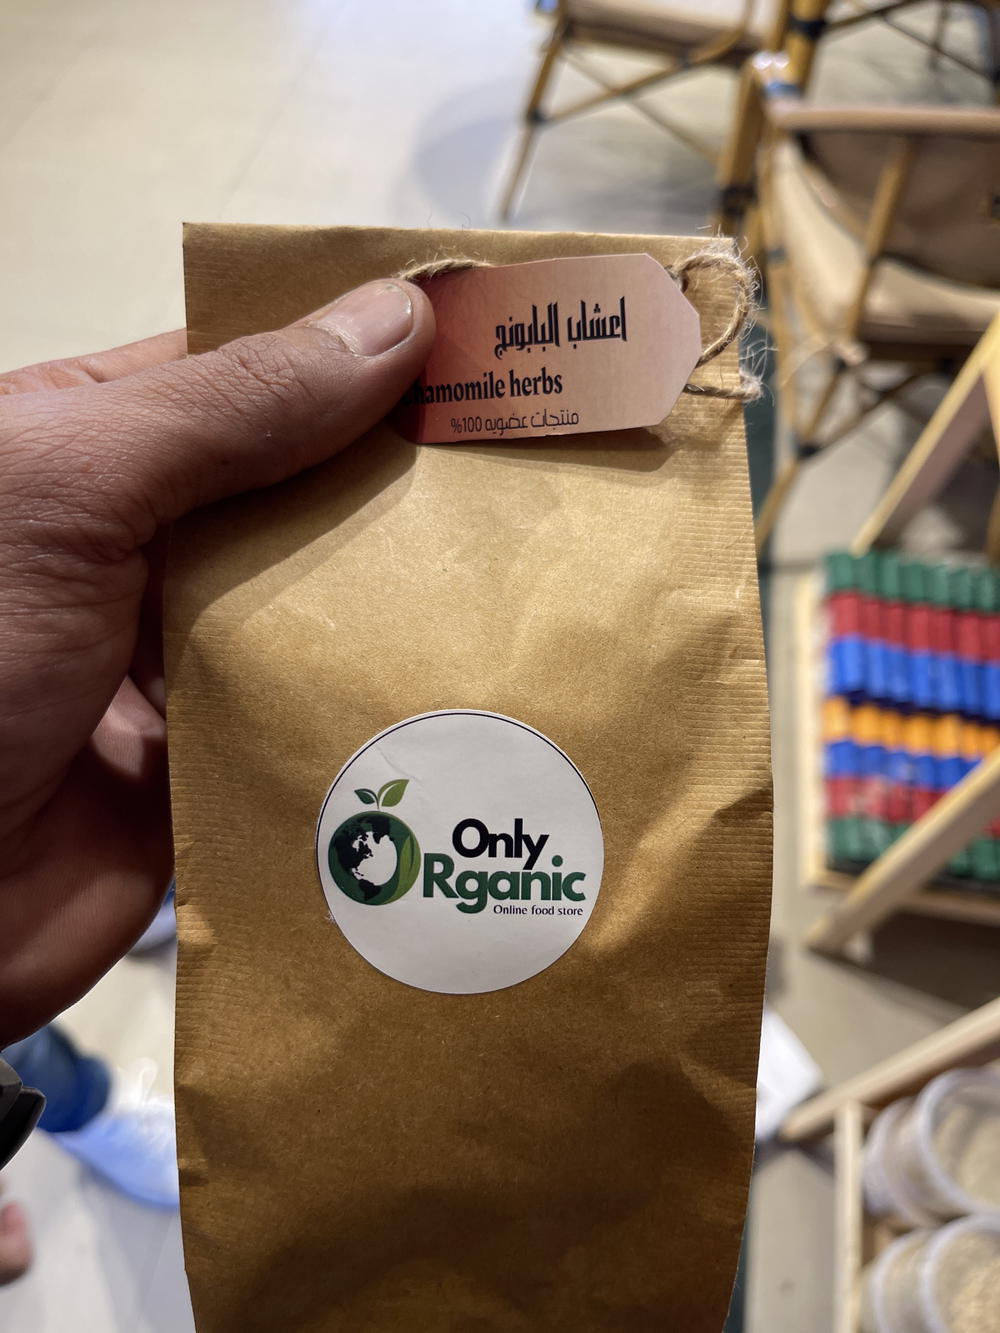 اعشاب البابونج
hamomile herbs
منتجات عضويه 100%
Only
Rganic
Online food store